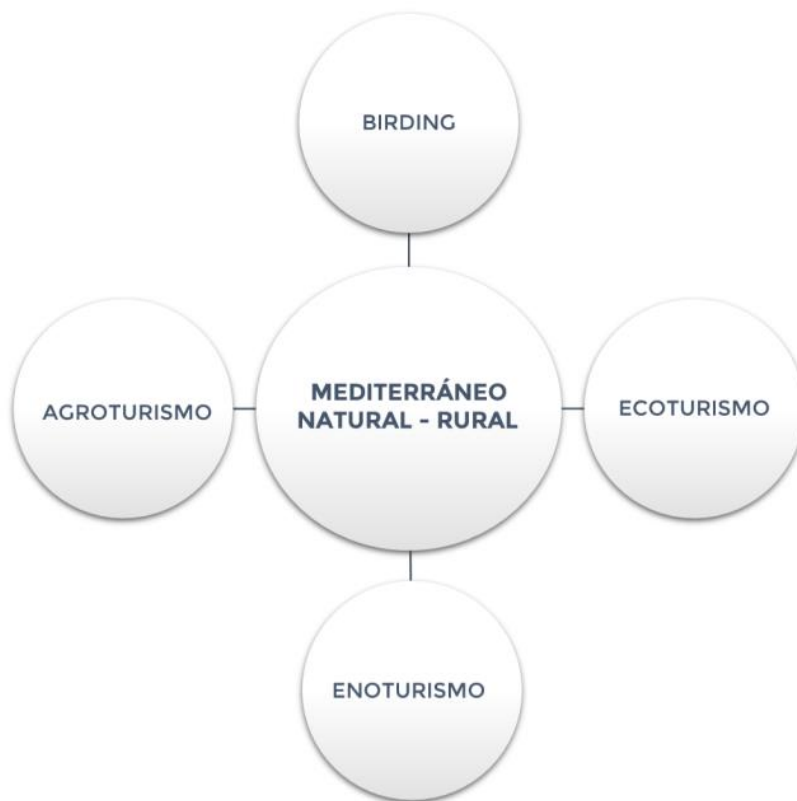 BIRDING
AGROTURISMO
MEDITERRÁNEO
NATURAL - RURAL
ECOTURISMO
ENOTURISMO